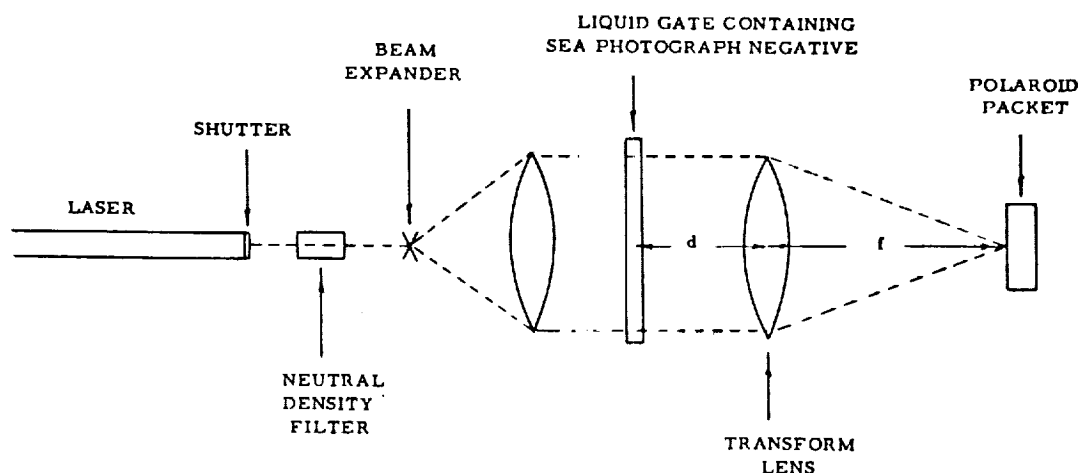 LIQUID GATE CONTAINING
SEA PHOTOGRAPH NEGATIVE
BEAM
EXPANDER
POLAROID
PACKET
SHUTTER
LASER
d
f
NEUTRAL
DENSITY
FILTER
TRANSFORM
LENS